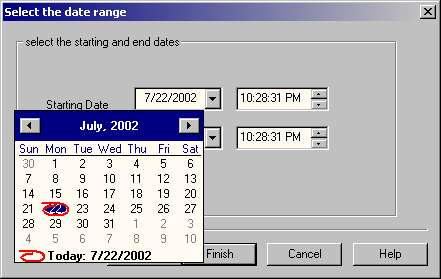 Select the date range
select the starting and end dates
Starting Date 7/22/2002 10:28:31 PM
10:28:31 PM
July, 2002
Sun Mon Tue Wed Thu Fri Sat
30 1 2 3 4 5 6
7 8 9 10 11 12 13
14 15 16 17 18 19 20
21 22 23 24 25 26 27
28 29 30 31 1 2 3
4 5 6 7 8 9 10
Today: 7/22/2002
Finish Cancel Help